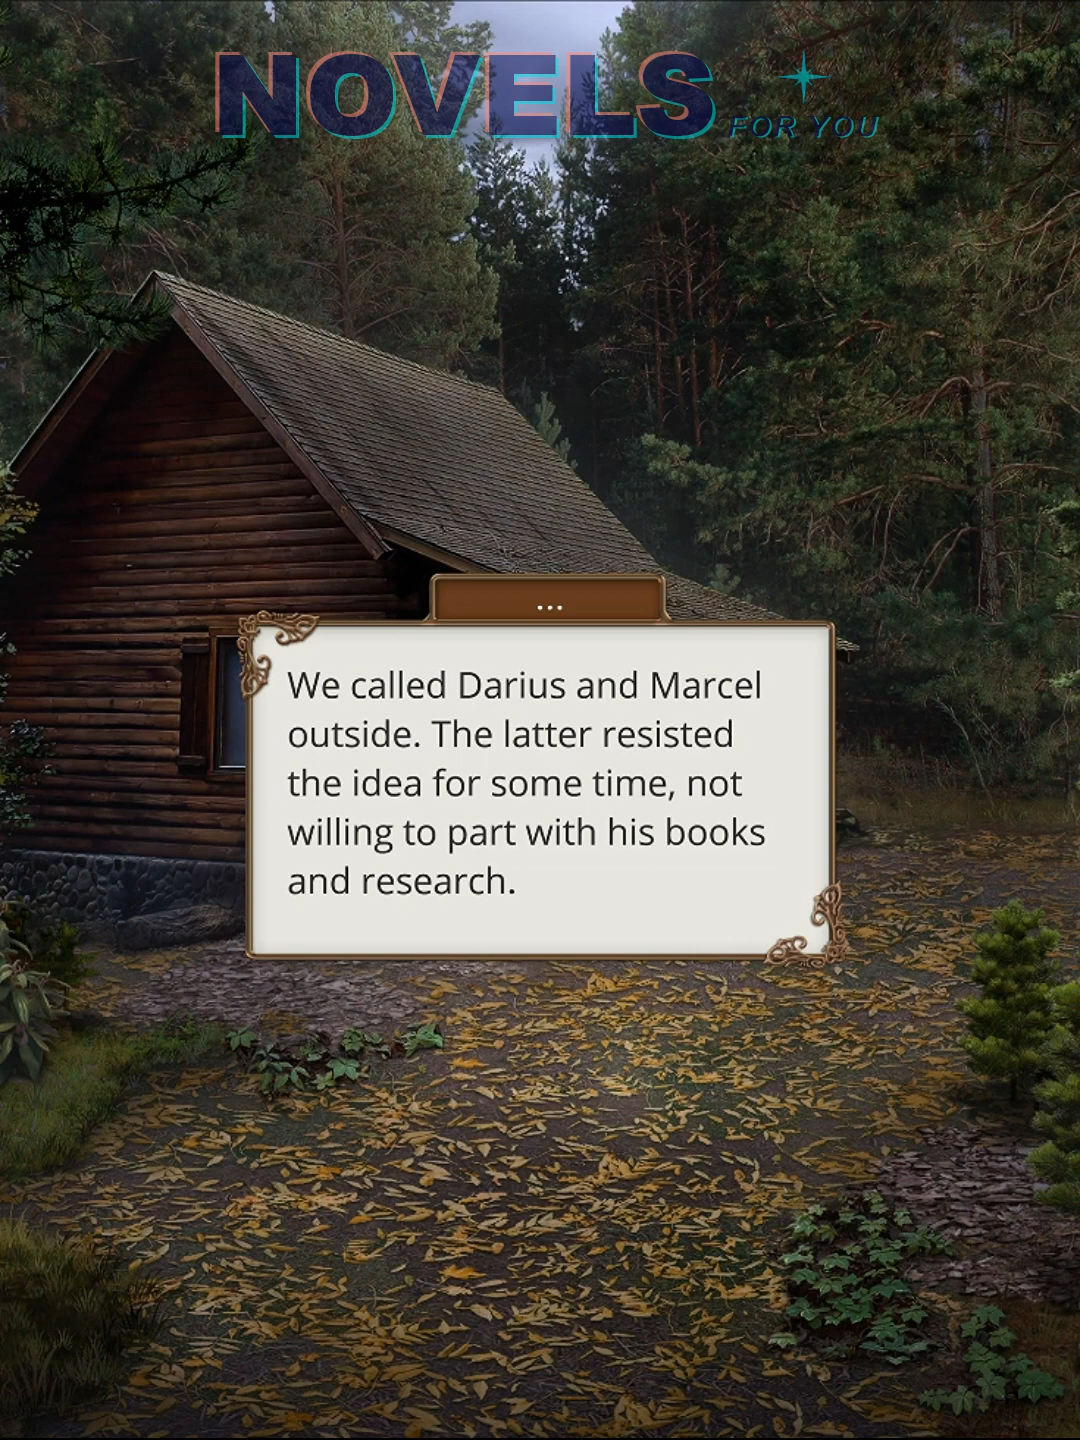 NOVELS
FOR YOU
...
We called Darius and Marcel
outside. The latter resisted
the idea for some time, not
willing to part with his books
and research.